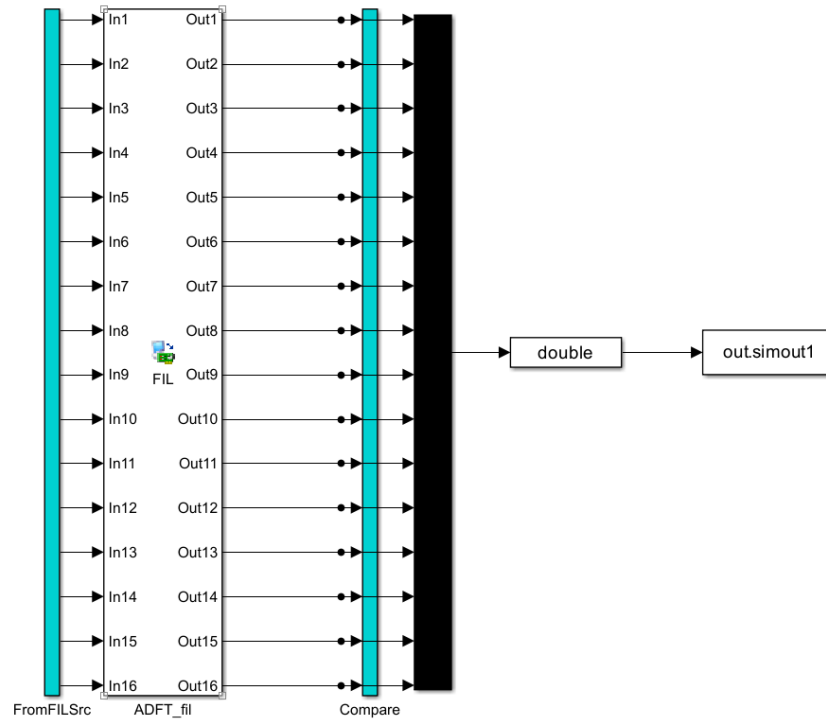 In1 Out1
In2 Out2
In3 Out3
In4 Out4
In5 Out5
In6 Out6
In7 Out7
In8 Out8
FIL
In9 Out9
In10 Out10
In11 Out11
In12 Out12
In13 Out13
In14 Out14
In15 Out15
In16 Out16
double
out.simout1
FromFILSrc
ADFT_fil
Compare